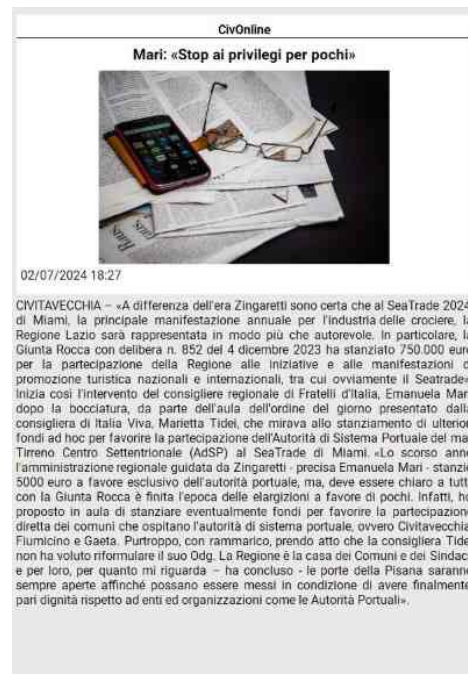 CivOnline
Mari: «Stop ai privilegi per pochi»
02/07/2024 18:27
CIVITAVECCHIA – «A differenza dell'era Zingaretti sono certa che al SeaTrade 2024
di Miami, la principale manifestazione annuale per l'industria delle crociere, la
Regione Lazio sarà rappresentata in modo più che autorevole. In particolare, la
Giunta Rocca con delibera n. 852 del 4 dicembre 2023 ha stanziato 750.000 euro
per la partecipazione della Regione alle iniziative e alle manifestazioni d
promozione turistica nazionali e internazionali, tra cui ovviamente il Seatrade»
Inizia così l'intervento del consigliere regionale di Fratelli d'Italia, Emanuela Mari
dopo la bocciatura, da parte dell'aula dell'ordine del giorno presentato dalla
consigliera di Italia Viva, Marietta Tidei, che mirava allo stanziamento di ulterior
fondi ad hoc per favorire la partecipazione dell'Autorità di Sistema Portuale del mar
Tirreno Centro Settentrionale (AdSP) al SeaTrade di Miami. «Lo scorso anno
l'amministrazione regionale guidata da Zingaretti - precisa Emanuela Mari - stanziò
5000 euro a favore esclusivo dell'autorità portuale, ma, deve essere chiaro a tutti
con la Giunta Rocca è finita l'epoca delle elargizioni a favore di pochi. Infatti, ho
proposto in aula di stanziare eventualmente fondi per favorire la partecipazione
diretta dei comuni che ospitano l'autorità di sistema portuale, ovvero Civitavecchia
Fiumicino e Gaeta. Purtroppo, con rammarico, prendo atto che la consigliera Tide
non ha voluto riformulare il suo Odg. La Regione è la casa dei Comuni e dei Sindac
e per loro, per quanto mi riguarda – ha concluso - le porte della Pisana saranno
sempre aperte affinché possano essere messi in condizione di avere finalmente
pari dignità rispetto ad enti ed organizzazioni come le Autorità Portuali».